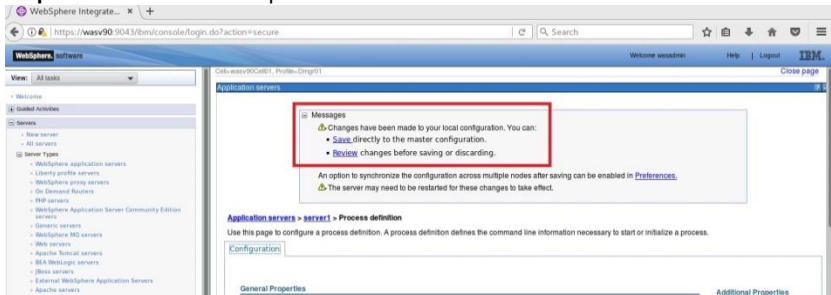 WebSphere Integrate... × +
https://wasv90:9043/ibm/console/login.do?action=secure
Search
WebSphere. software
Welcome wasadmin
Help | Logout
IBM.
View: All tasks
Cell=wasv90Cell01, Profile=Dmgr01
Close page
Welcome
Guided Activities
Servers
New server
All servers
Server Types
WebSphere application servers
Liberty profile servers
WebSphere proxy servers
On Demand Routers
PHP servers
WebSphere Application Server Community Edition
servers
Generic servers
WebSphere MQ servers
Web servers
Apache Tomcat servers
BEA WebLogic servers
JBoss servers
External WebSphere Application Servers
Apache servers
Application servers
Messages
Changes have been made to your local configuration. You can:
Save directly to the master configuration.
Review changes before saving or discarding.
An option to synchronize the configuration across multiple nodes after saving can be enabled in Preferences.
The server may need to be restarted for these changes to take effect.
Application servers > server1 > Process definition
Use this page to configure a process definition. A process definition defines the command line information necessary to start or initialize a process.
Configuration
General Properties
Additional Properties